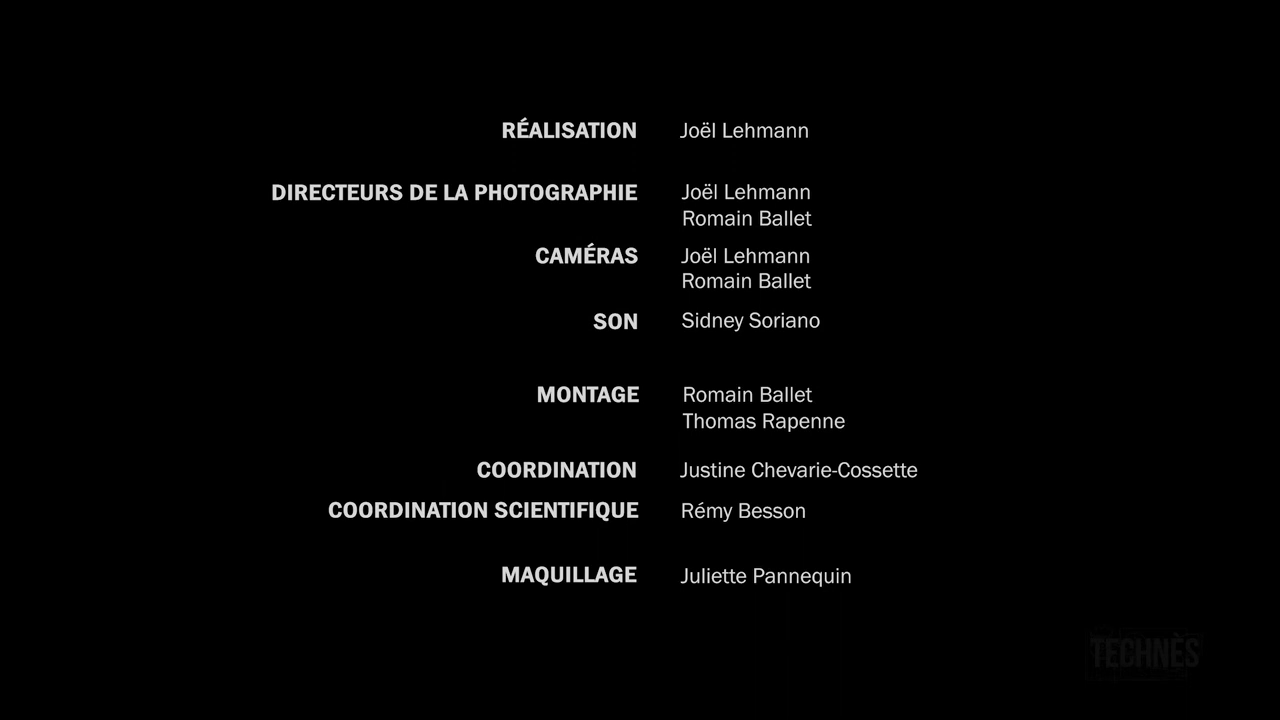 RÉALISATION Joël Lehmann
DIRECTEURS DE LA PHOTOGRAPHIE Joël Lehmann
Romain Ballet
CAMÉRAS Joël Lehmann
Romain Ballet
SON Sidney Soriano
MONTAGE Romain Ballet
Thomas Rapenne
COORDINATION Justine Chevarie-Cossette
COORDINATION SCIENTIFIQUE Rémy Besson
MAQUILLAGE Juliette Pannequin
TECHNÈS